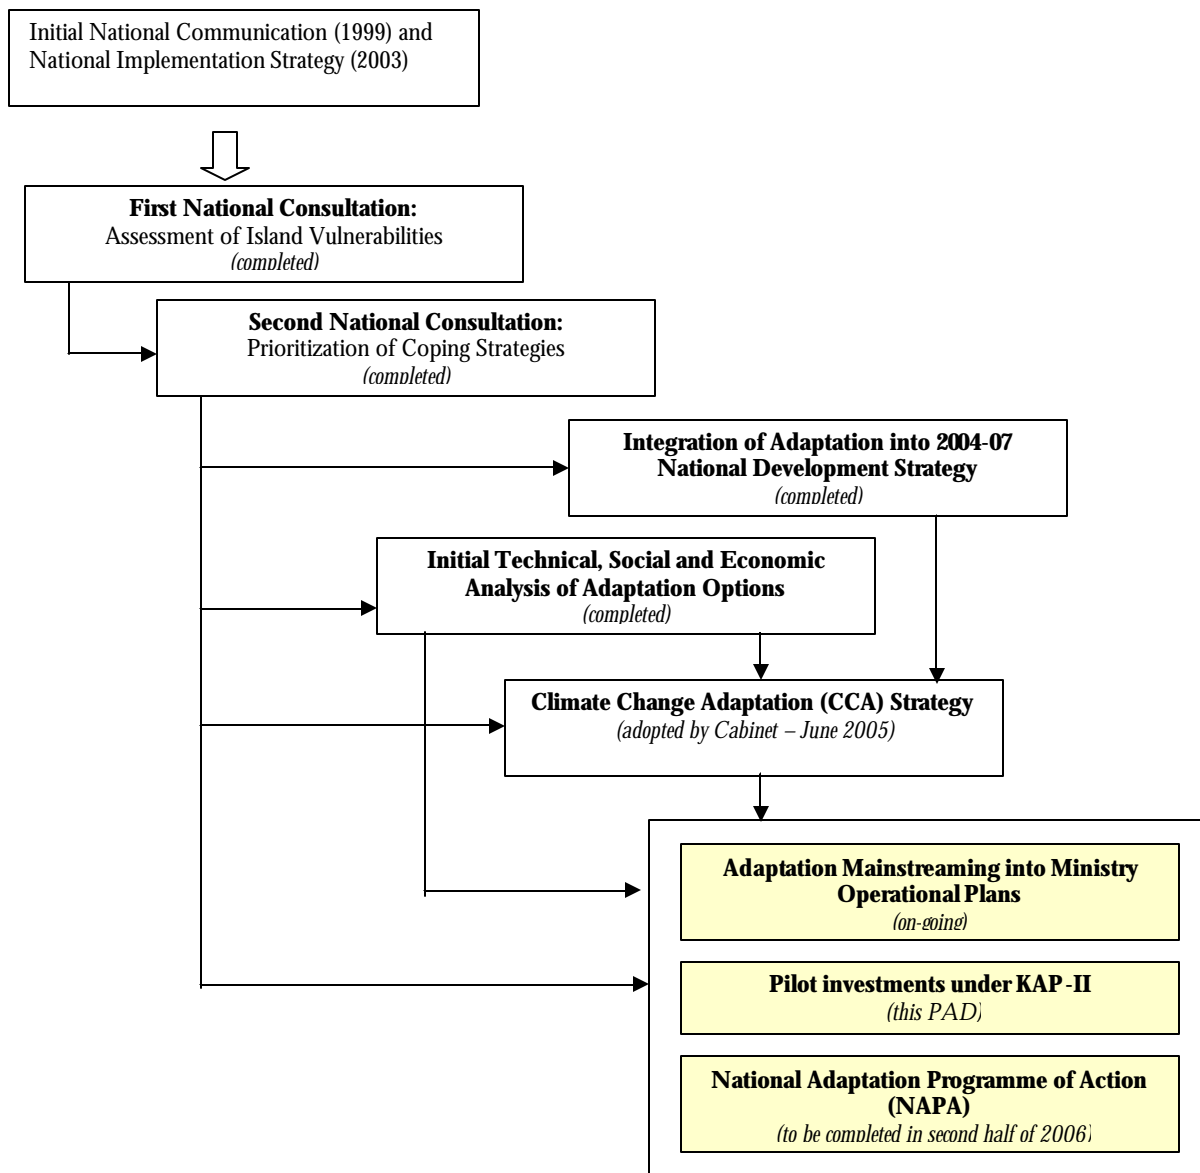 Initial National Communication (1999) and
National Implementation Strategy (2003)
First National Consultation:
Assessment of Island Vulnerabilities
(completed)
Second National Consultation:
Prioritization of Coping Strategies
(completed)
Integration of Adaptation into 2004-07
National Development Strategy
(completed)
Initial Technical, Social and Economic
Analysis of Adaptation Options
(completed)
Climate Change Adaptation (CCA) Strategy
(adopted by Cabinet – June 2005)
Adaptation Mainstreaming into Ministry
Operational Plans
(on-going)
Pilot investments under KAP-II
(this PAD)
National Adaptation Programme of Action
(NAPA)
(to be completed in second half of 2006)